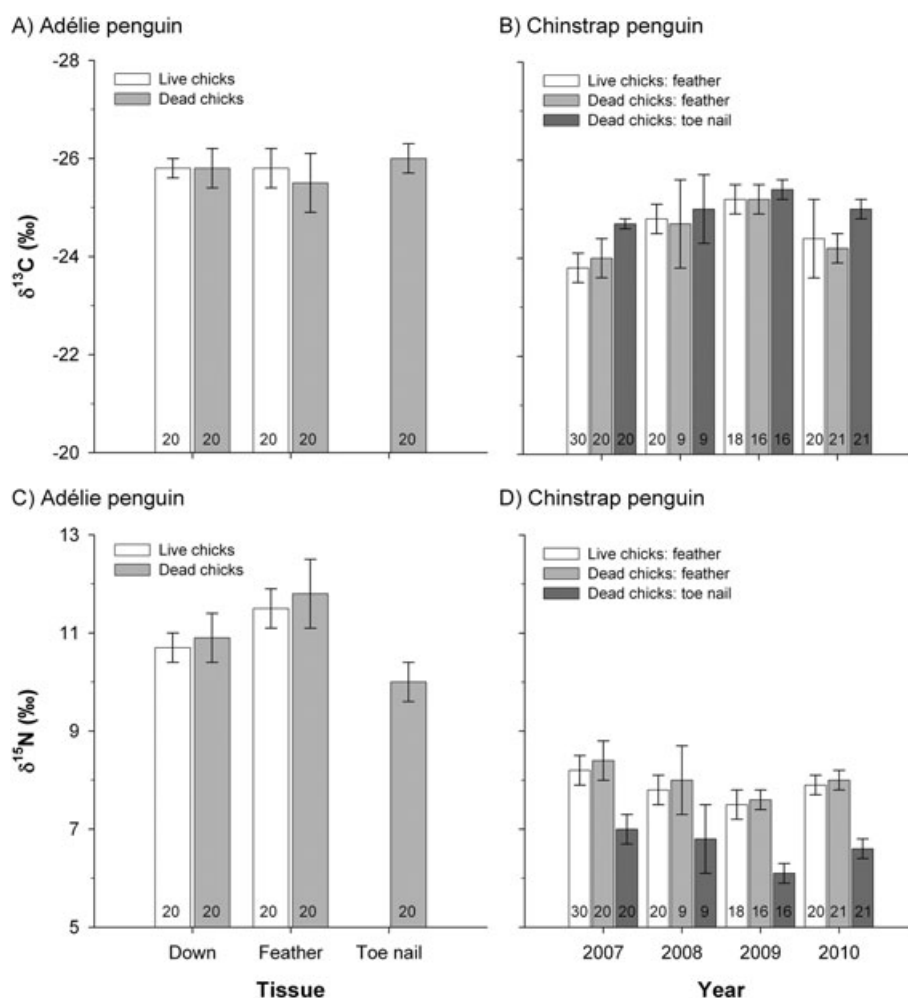 A) Adélie penguin
B) Chinstrap penguin
-28
-26
-24
-22
-20
δ¹³C (‰)
Live chicks
Dead chicks
Live chicks: feather
Dead chicks: feather
Dead chicks: toe nail
20 20 20 20 20
30 20 20 20 9 9 18 16 16 20 21 21
C) Adélie penguin
D) Chinstrap penguin
13
11
9
7
5
δ¹⁵N (‰)
Live chicks
Dead chicks
Live chicks: feather
Dead chicks: feather
Dead chicks: toe nail
20 20 20 20 20
30 20 20 20 9 9 18 16 16 20 21 21
Down Feather Toe nail
2007 2008 2009 2010
Tissue
Year